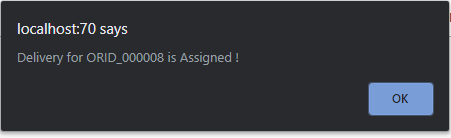 localhost:70 says
Delivery for ORID_000008 is Assigned !
OK